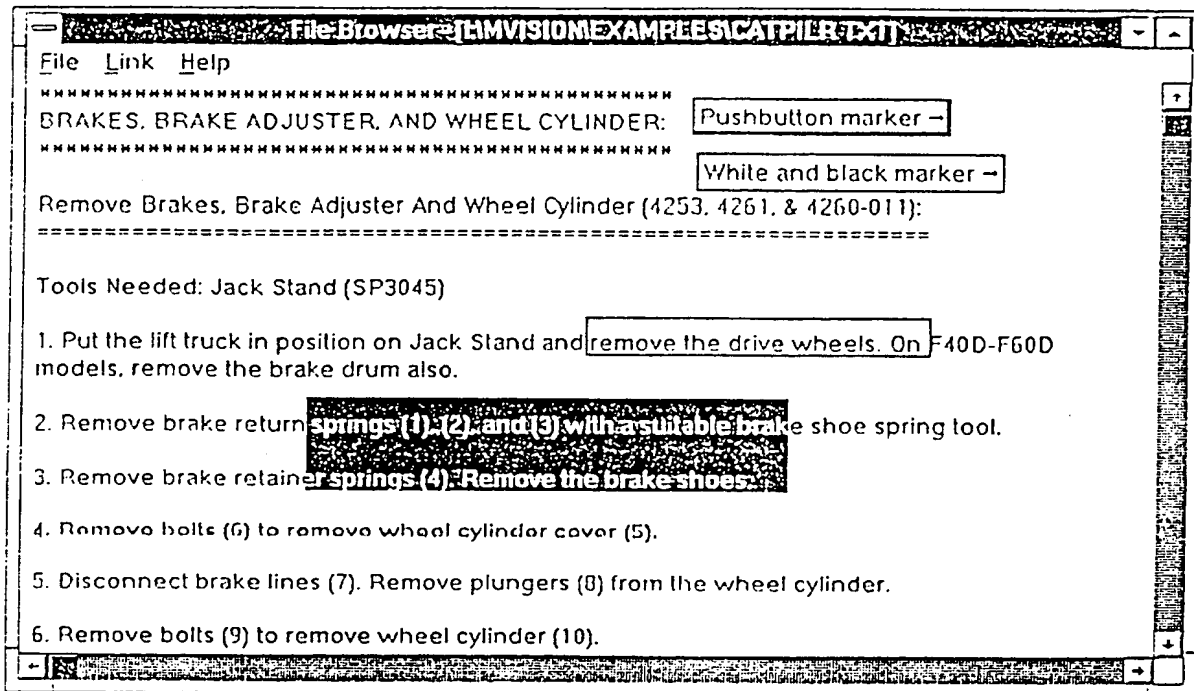 File Browser - [HMVISION\EXAMPLES\CATPILR.TXT]
File Link Help
************************************************
BRAKES, BRAKE ADJUSTER, AND WHEEL CYLINDER:
Pushbutton marker →
************************************************
White and black marker →
Remove Brakes, Brake Adjuster And Wheel Cylinder (4253, 4261, & 4260-011):
====================================================================
Tools Needed: Jack Stand (SP3045)
1. Put the lift truck in position on Jack Stand and remove the drive wheels. On F40D-F60D
models, remove the brake drum also.
2. Remove brake return springs (1), (2), and (3) with a suitable brake shoe spring tool.
3. Remove brake retainer springs (4). Remove the brake shoes.
4. Remove bolts (6) to remove wheel cylinder cover (5).
5. Disconnect brake lines (7). Remove plungers (8) from the wheel cylinder.
6. Remove bolts (9) to remove wheel cylinder (10).